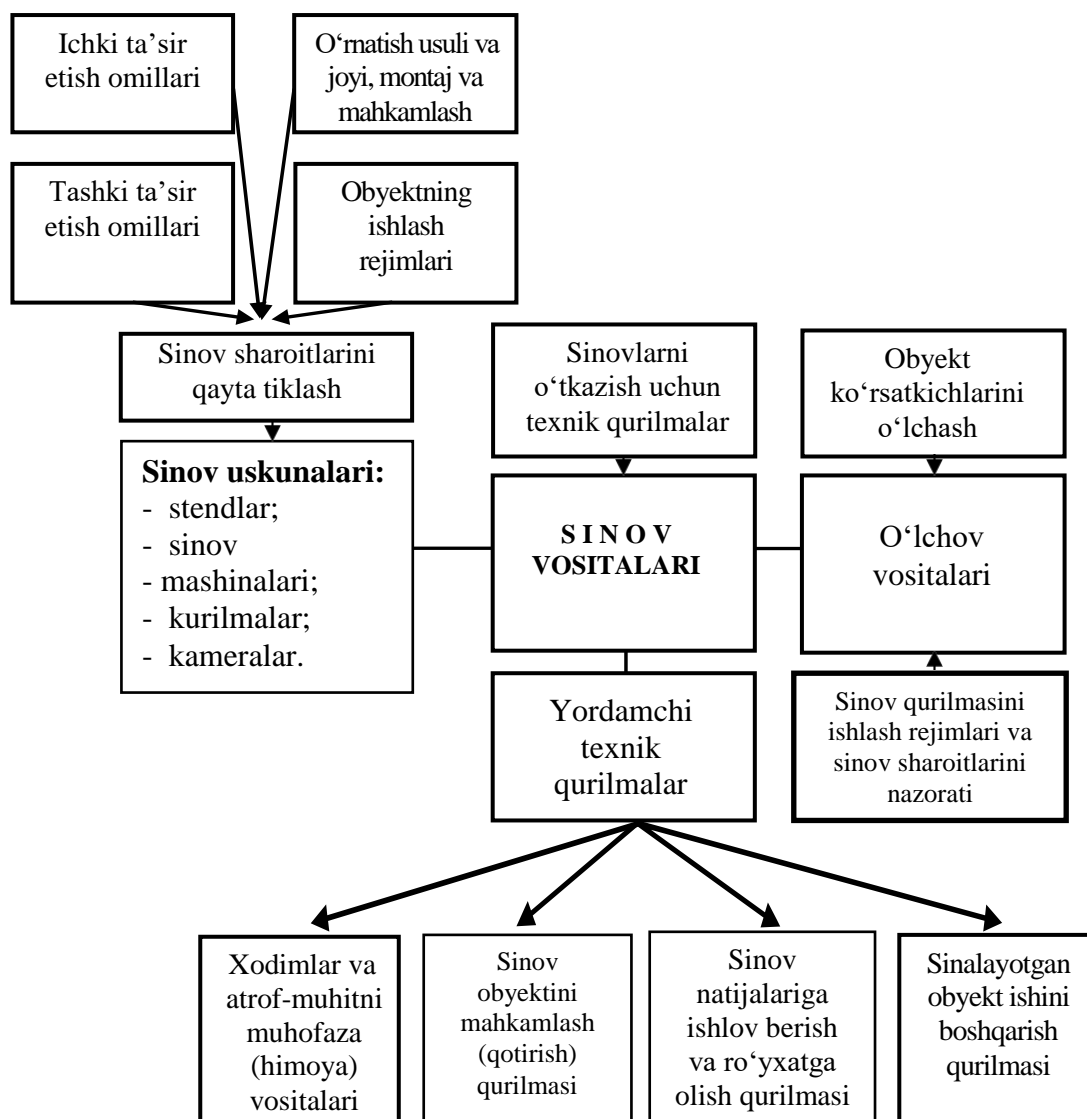 Ichki ta’sir
etish omillari
O‘rnatish usuli va
joyi, montaj va
mahkamlash
Tashki ta’sir
etish omillari
Obyektning
ishlash
rejimlari
Sinov sharoitlarini
qayta tiklash
Sinovlarni
o‘tkazish uchun
texnik qurilmalar
Obyekt
ko‘rsatkichlarini
o‘lchash
Sinov uskunalari:
- stendlar;
- sinov
- mashinalari;
- kurilmalar;
- kameralar.
S I N O V
VOSITALARI
O‘lchov
vositalari
Yordamchi
texnik
qurilmalar
Sinov qurilmasini
ishlash rejimlari va
sinov sharoitlarini
nazorati
Xodimlar va
atrof-muhitni
muhofaza
(himoya)
vositalari
Sinov
obyektini
mahkamlash
(qotirish)
qurilmasi
Sinov
natijalariga
ishlov berish
va ro‘yxatga
olish qurilmasi
Sinalayotgan
obyekt ishini
boshqarish
qurilmasi